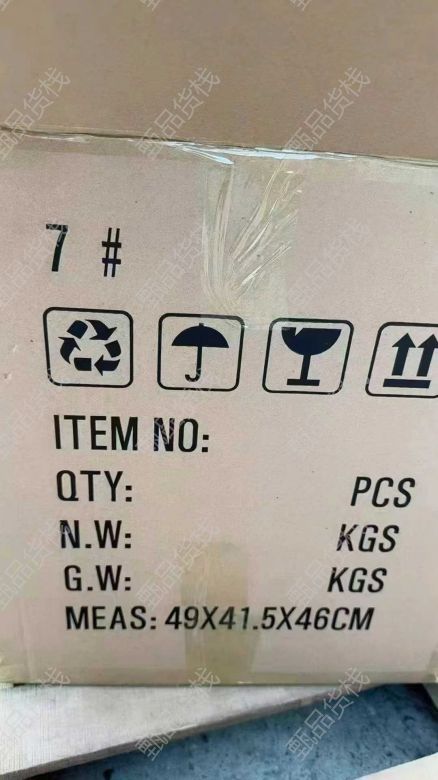 7 #
ITEM NO:
QTY: PCS
N.W: KGS
G.W: KGS
MEAS: 49X41.5X46CM
甄品货栈